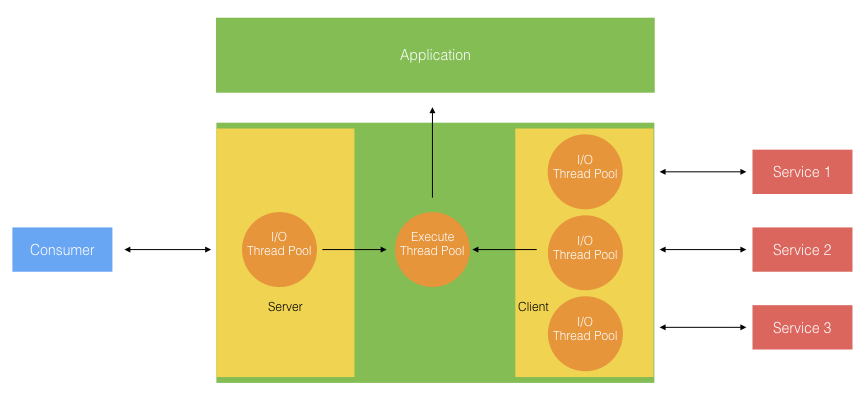 Application
I/O
Thread Pool
Service 1
Consumer
I/O
Thread Pool
Execute
Thread Pool
I/O
Thread Pool
Service 2
Server
Client
I/O
Thread Pool
Service 3